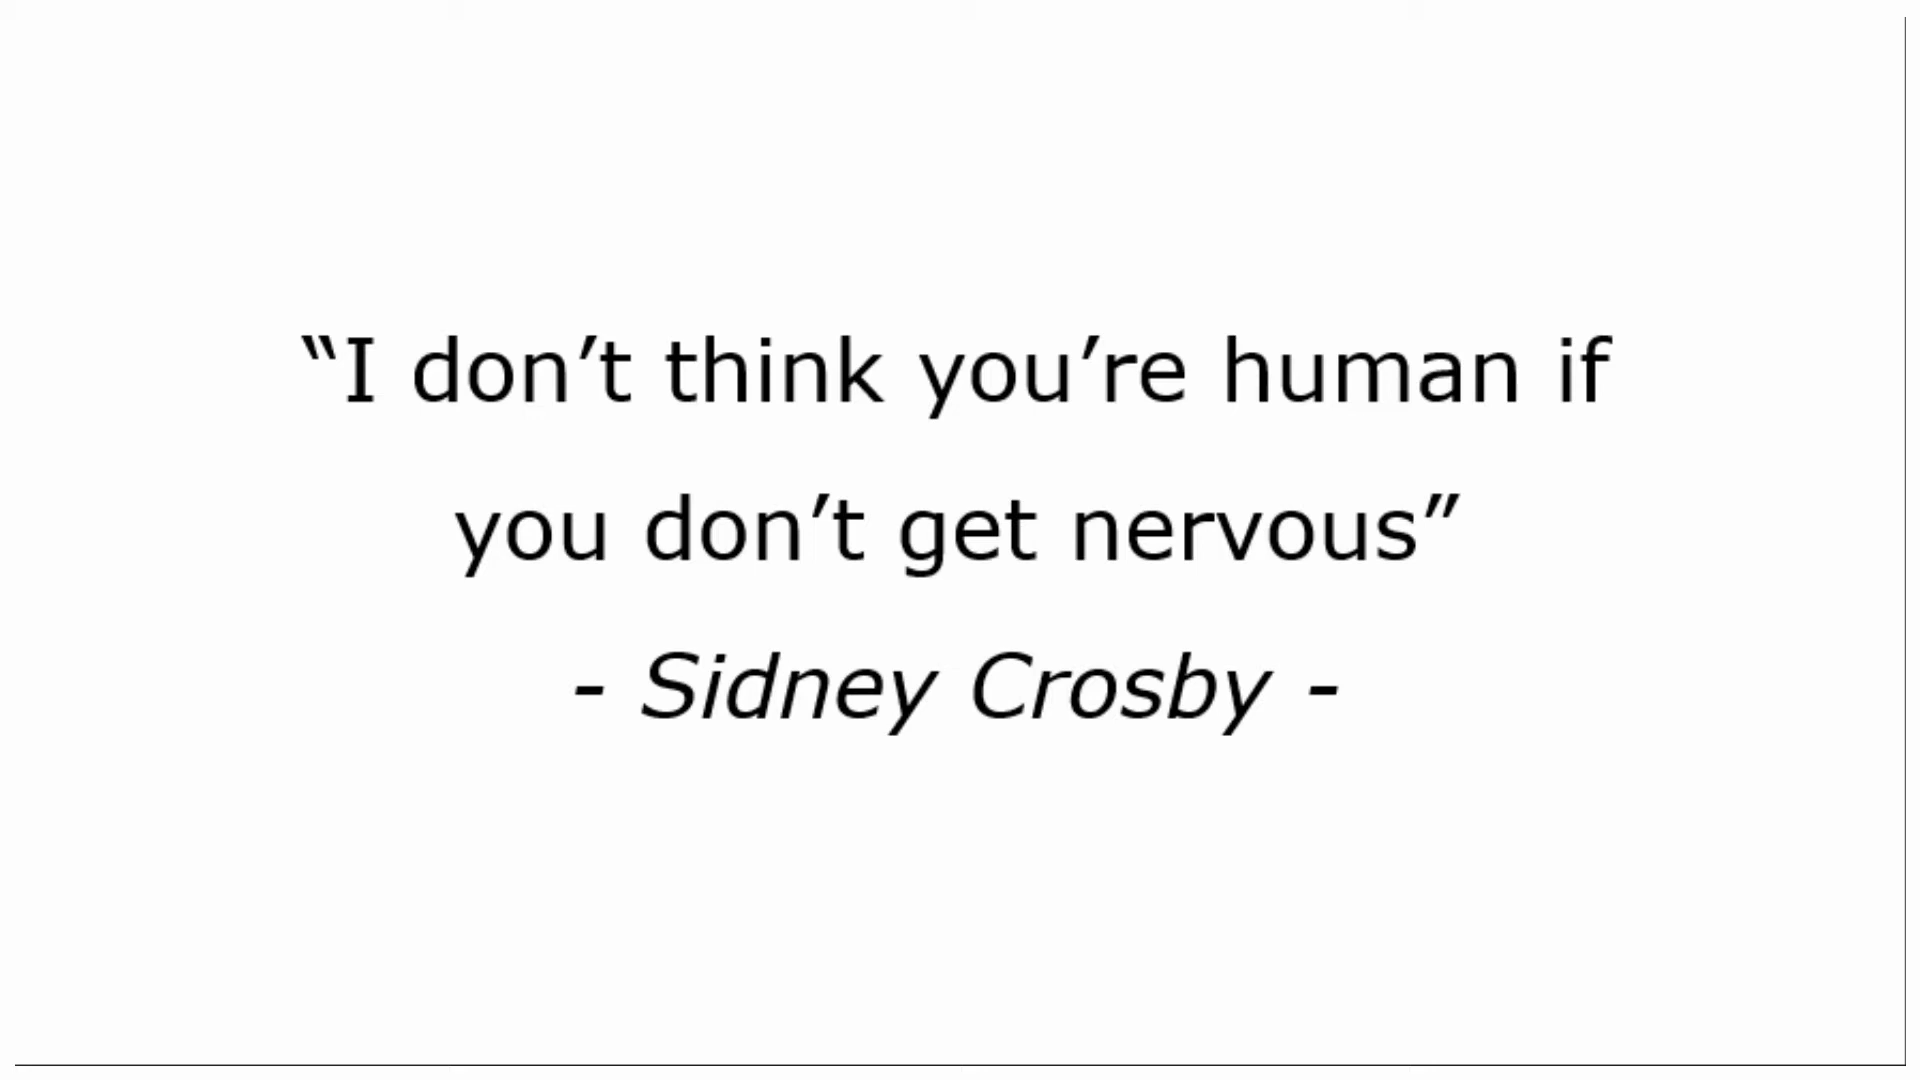 “I don’t think you’re human if
you don’t get nervous”
- Sidney Crosby -